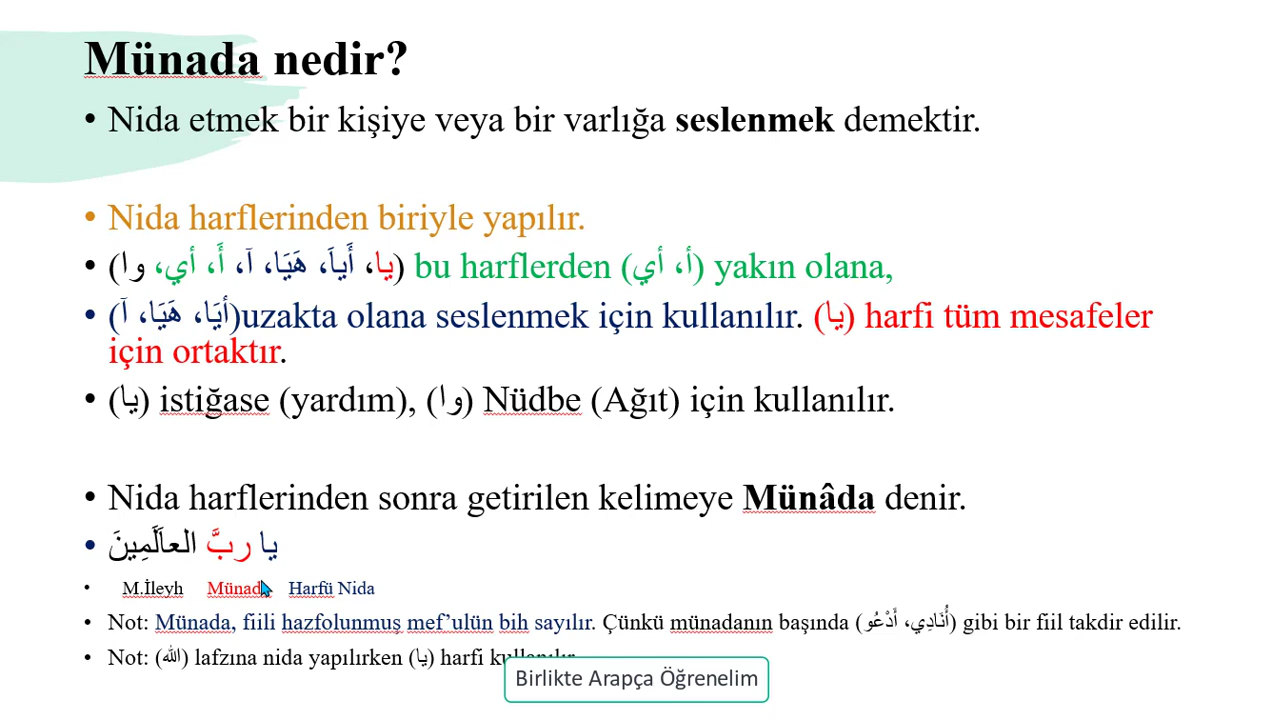 Münada nedir?
• Nida etmek bir kişiye veya bir varlığa seslenmek demektir.
• Nida harflerinden biriyle yapılır.
• (يا، أَياَ، هَيَا، آ، أَ، أي، وا) bu harflerden (أ، أي) yakın olana,
• (أيَا، هَيَا، آ)uzakta olana seslenmek için kullanılır. (يا) harfi tüm mesafeler
için ortaktır.
• (يا) istiğase (yardım), (وا) Nüdbe (Ağıt) için kullanılır.
• Nida harflerinden sonra getirilen kelimeye Münâda denir.
• يا ربَّ العاَلَمِينَ
• M.İleyh Münad Harfü Nida
• Not: Münada, fiili hazfolunmuş mef’ulün bih sayılır. Çünkü münadanın başında (أُنَادِي، أَدْعُو) gibi bir fiil takdir edilir.
• Not: (الله) lafzına nida yapılırken (يا) harfi
Birlikte Arapça Öğrenelim